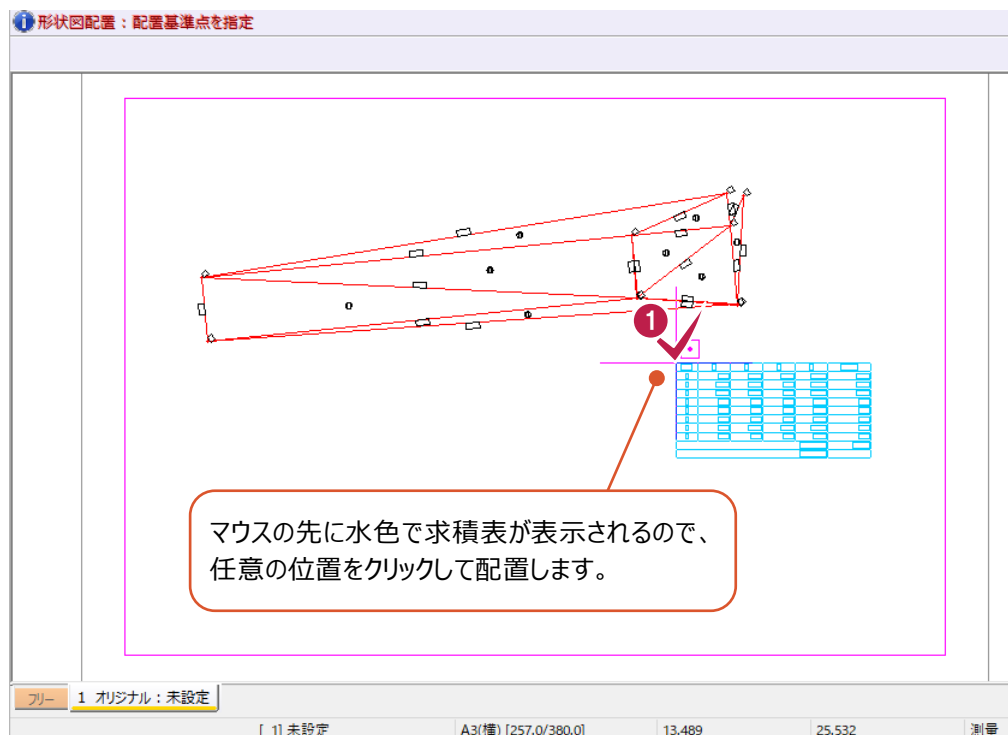 形状図配置：配置基準点を指定
1
マウスの先に水色で求積表が表示されるので、
任意の位置をクリックして配置します。
フリー
1 オリジナル：未設定
[ 1] 未設定
A3(横) [257.0/380.0]
13.489
25.532
測量